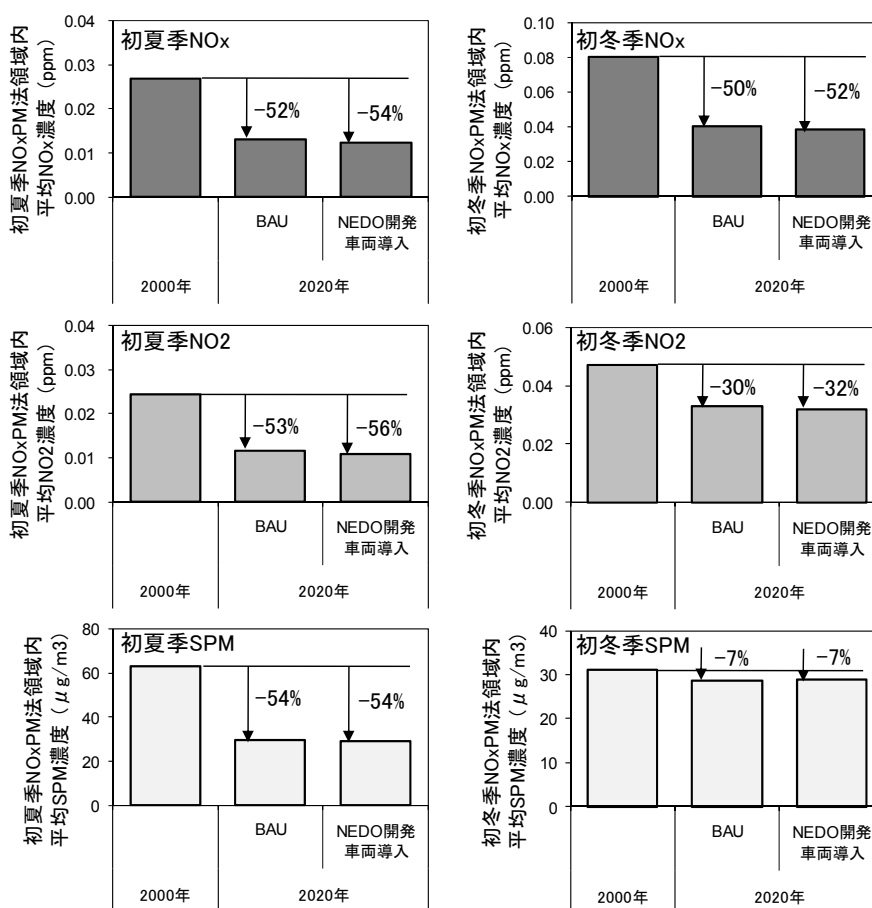 初夏季NOx
初夏季NOxPM法領域内
平均NOx濃度（ppm）
0.04
0.03
0.02
0.01
0.00
-52%
-54%
BAU
NEDO開発
車両導入
2000年
2020年
初冬季NOx
初冬季NOxPM法領域内
平均NOx濃度（ppm）
0.10
0.08
0.06
0.04
0.02
0.00
-50%
-52%
BAU
NEDO開発
車両導入
2000年
2020年
初夏季NO2
初夏季NOxPM法領域内
平均NO2濃度（ppm）
0.04
0.03
0.02
0.01
0.00
-53%
-56%
BAU
NEDO開発
車両導入
2000年
2020年
初冬季NO2
初冬季NOxPM法領域内
平均NO2濃度（ppm）
0.06
0.04
0.02
0.00
-30%
-32%
BAU
NEDO開発
車両導入
2000年
2020年
初夏季SPM
初夏季NOxPM法領域内
平均SPM濃度（μg/m3）
80
60
40
20
0
-54%
-54%
BAU
NEDO開発
車両導入
2000年
2020年
初冬季SPM
初冬季NOxPM法領域内
平均SPM濃度（μg/m3）
40
30
20
10
0
-7%
-7%
BAU
NEDO開発
車両導入
2000年
2020年